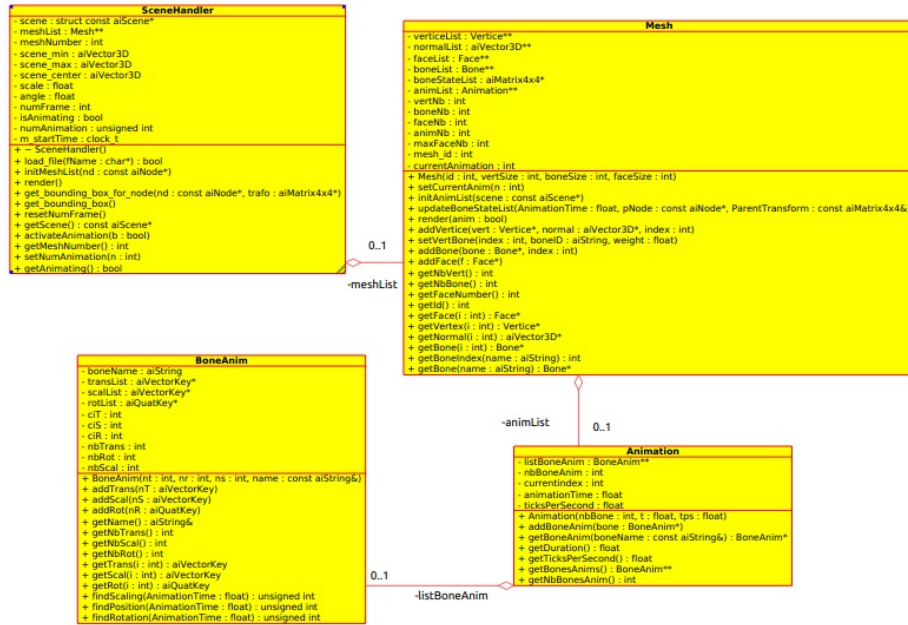 SceneHandler
- scene : struct const aiScene*
- meshList : Mesh**
- meshNumber : int
- scene_min : aiVector3D
- scene_max : aiVector3D
- scene_center : aiVector3D
- scale : float
- angle : float
- numFrame : int
- isAnimating : bool
- numAnimation : unsigned int
- m_startTime : clock_t
+ ~ SceneHandler()
+ load_file(fName : char*) : bool
+ initMeshList(nd : const aiNode*)
+ render()
+ get_bounding_box_for_node(nd : const aiNode*, trafo : aiMatrix4x4*)
+ get_bounding_box()
+ resetNumFrame()
+ getScene() : const aiScene*
+ activateAnimation(b : bool)
+ getMeshNumber() : int
+ setNumAnimation(n : int)
+ getAnimating() : bool
0..1
-meshList
Mesh
- verticeList : Vertice**
- normalList : aiVector3D**
- faceList : Face**
- boneList : Bone**
- boneStateList : aiMatrix4x4*
- animList : Animation**
- vertNb : int
- boneNb : int
- faceNb : int
- animNb : int
- maxFaceNb : int
- mesh_id : int
- currentAnimation : int
+ Mesh(id : int, vertSize : int, boneSize : int, faceSize : int)
+ setCurrentAnim(n : int)
+ initAnimList(scene : const aiScene*)
+ updateBoneStateList(AnimationTime : float, pNode : const aiNode*, ParentTransform : const aiMatrix4x4&
+ render(anim : bool)
+ addVertice(vert : Vertice*, normal : aiVector3D*, index : int)
+ setVertBone(index : int, boneID : aiString, weight : float)
+ addBone(bone : Bone*, index : int)
+ addFace(f : Face*)
+ getNbVert() : int
+ getNbBone() : int
+ getFaceNumber() : int
+ getId() : int
+ getFace(i : int) : Face*
+ getVertex(i : int) : Vertice*
+ getNormal(i : int) : aiVector3D*
+ getBone(i : int) : Bone*
+ getBoneIndex(name : aiString) : int
+ getBone(name : aiString) : Bone*
-animList
0..1
BoneAnim
- boneName : aiString
- transList : aiVectorKey*
- scalList : aiVectorKey*
- rotList : aiQuatKey*
- ciT : int
- ciS : int
- ciR : int
- nbTrans : int
- nbRot : int
- nbScal : int
+ BoneAnim(nt : int, nr : int, ns : int, name : const aiString&)
+ addTrans(nT : aiVectorKey)
+ addScal(nS : aiVectorKey)
+ addRot(nR : aiQuatKey)
+ getName() : aiString&
+ getNbTrans() : int
+ getNbScal() : int
+ getNbRot() : int
+ getTrans(i : int) : aiVectorKey
+ getScal(i : int) : aiVectorKey
+ getRot(i : int) : aiQuatKey
+ findScaling(AnimationTime : float) : unsigned int
+ findPosition(AnimationTime : float) : unsigned int
+ findRotation(AnimationTime : float) : unsigned int
Animation
- listBoneAnim : BoneAnim**
- nbBoneAnim : int
- currentindex : int
- animationTime : float
- ticksPerSecond : float
+ Animation(nbBone : int, t : float, tps : float)
+ addBoneAnim(bone : BoneAnim*)
+ getBoneAnim(boneName : const aiString&) : BoneAnim*
+ getDuration() : float
+ getTicksPerSecond() : float
+ getBonesAnims() : BoneAnim**
+ getNbBonesAnim() : int
0..1
-listBoneAnim